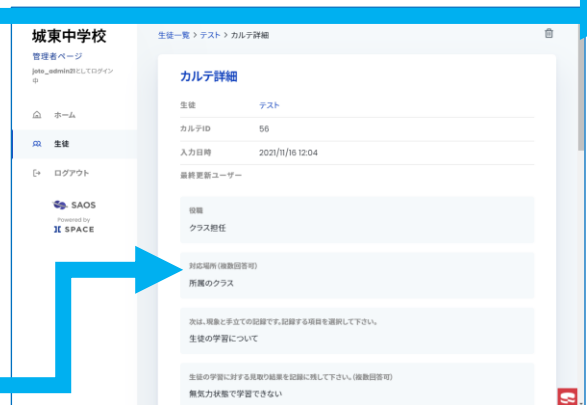 城東中学校
管理者ページ
joto_admin2としてログイン
中
ホーム
生徒
ログアウト
SAOS
Powered by
SPACE
生徒一覧 > テスト > カルテ詳細
カルテ詳細
生徒 テスト
カルテID 56
入力日時 2021/11/16 12:04
最終更新ユーザー
役職
クラス担任
対応場所(複数回答可)
所属のクラス
次は、現象と手立ての記録です。記録する項目を選択して下さい。
生徒の学習について
生徒の学習に対する見取り結果を記録に残して下さい。(複数回答可)
無気力状態で学習できない